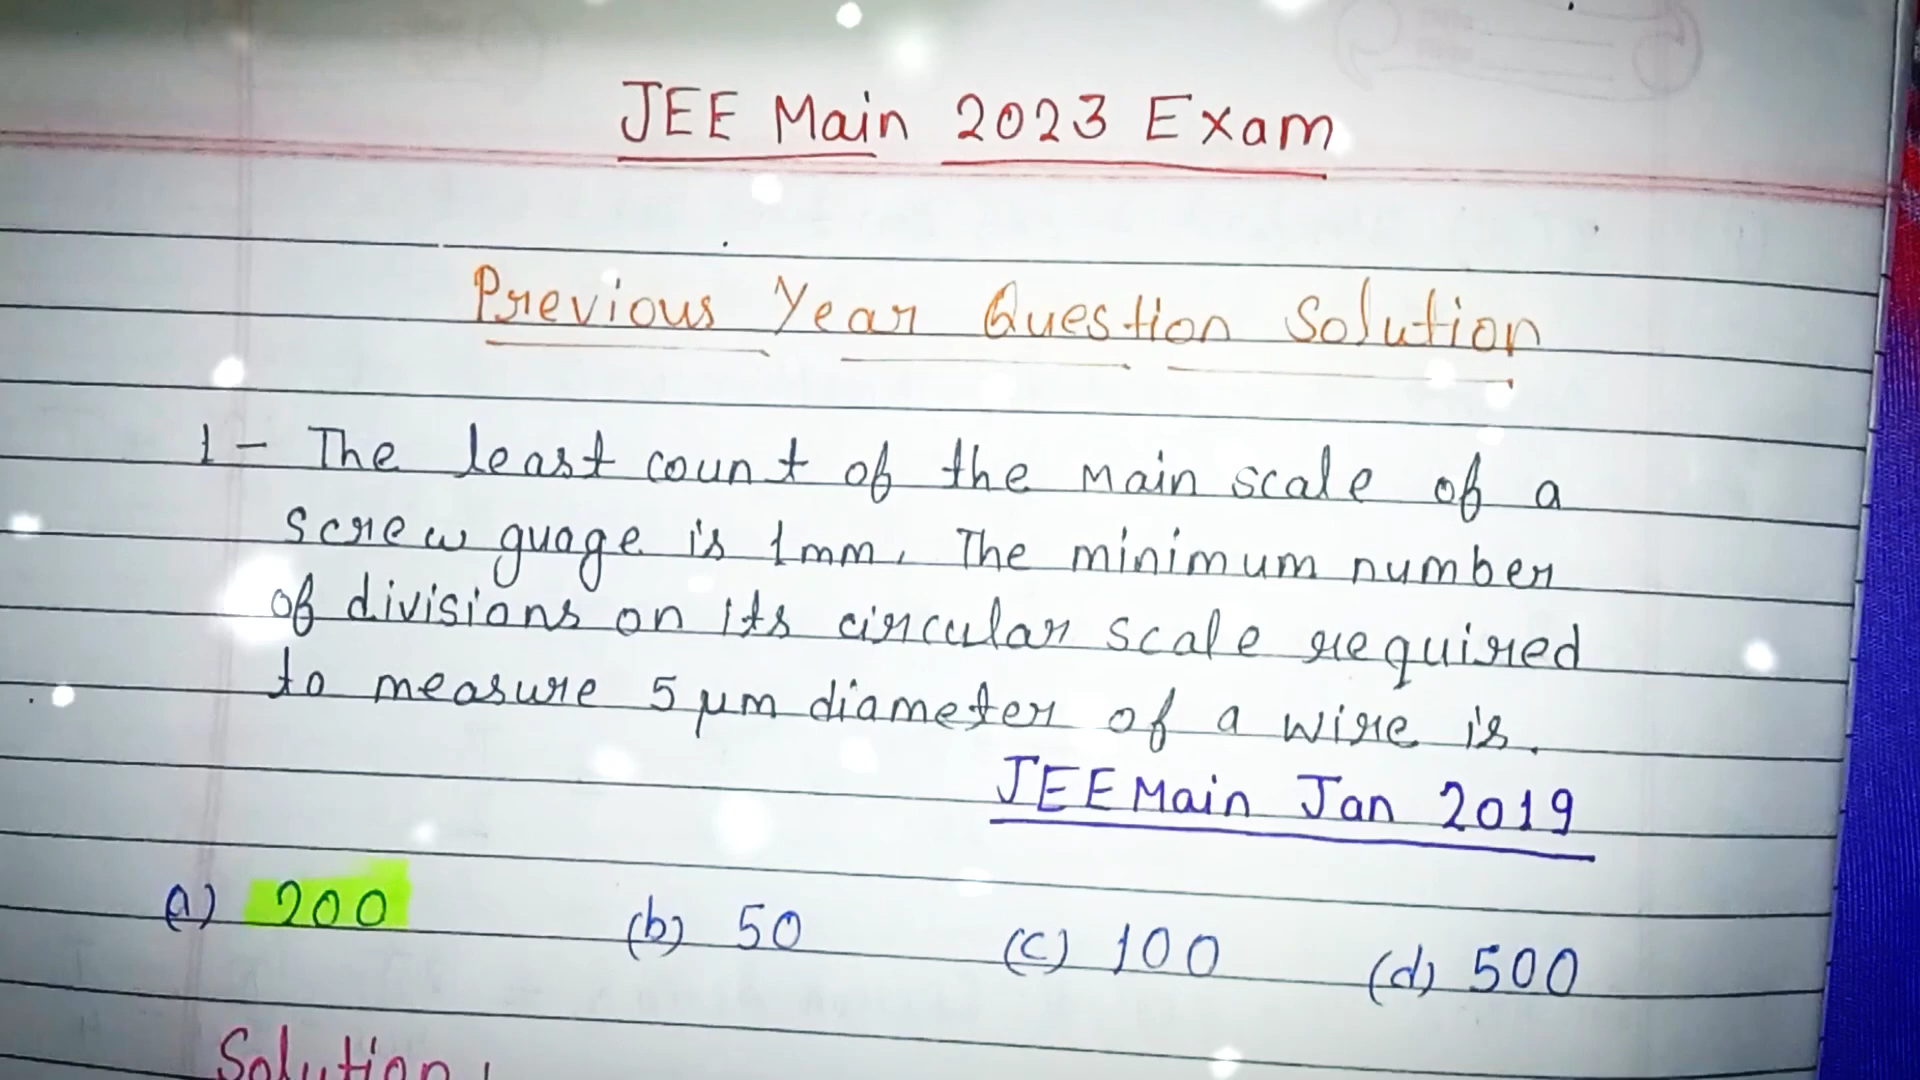 JEE Main 2023 Exam
Previous Year Question Solution
1- The least count of the Main scale of a
screw guage is 1mm. The minimum number
of divisions on its circular scale required
to measure 5 μm diameter of a wire is.
JEE Main Jan 2019
(a) 200 (b) 50 (c) 100 (d) 500
Solution: